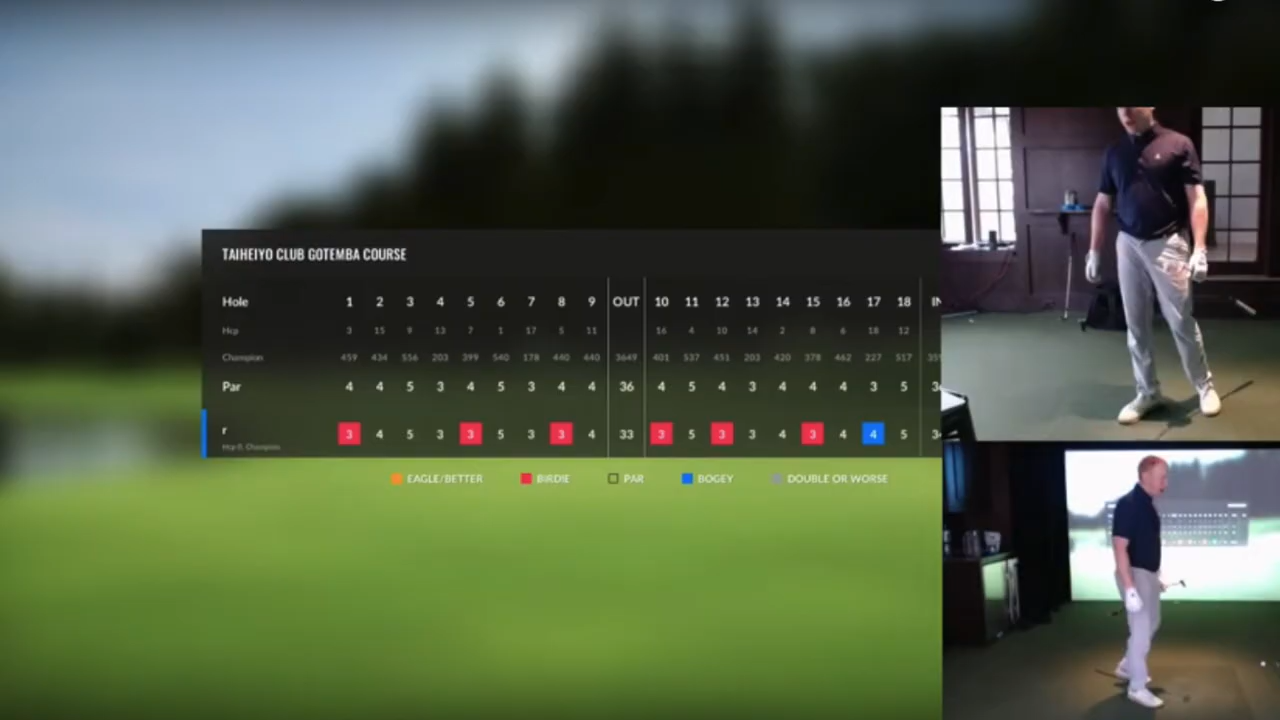 TAIHEIYO CLUB GOTEMBA COURSE
Hole 1 2 3 4 5 6 7 8 9 OUT 10 11 12 13 14 15 16 17 18
Hcp 3 15 9 13 7 1 17 5 11 16 4 10 14 2 8 6 18 12
Champion 459 434 556 203 399 540 178 440 440 3649 401 537 451 203 420 378 462 227 517
Par 4 4 5 3 4 5 3 4 4 36 4 5 4 3 4 4 4 3 5
r 3 4 5 3 3 5 3 3 4 33 3 5 3 3 4 3 4 4 5
Hcp 0, Champion
EAGLE/BETTER BIRDIE PAR BOGEY DOUBLE OR WORSE